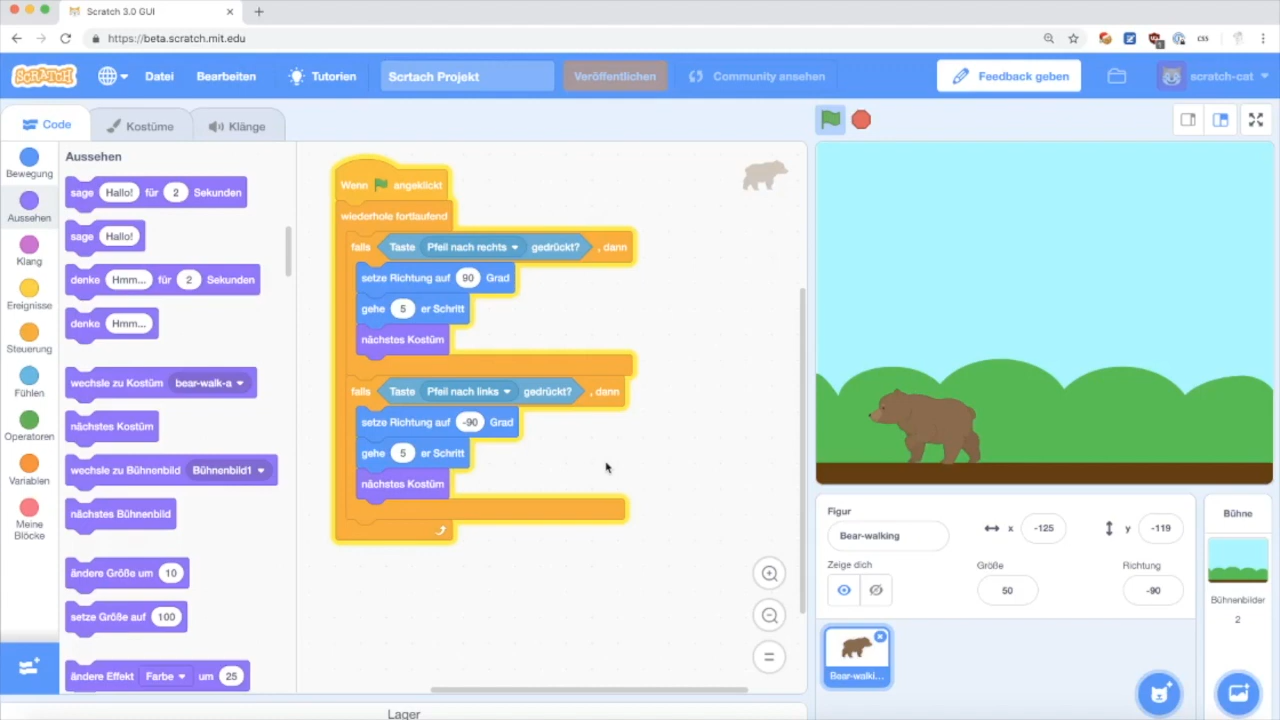 Scratch 3.0 GUI
https://beta.scratch.mit.edu
SCRATCH
Datei
Bearbeiten
Tutorien
Scrtach Projekt
Veröffentlichen
Community ansehen
Feedback geben
scratch-cat
Code
Kostüme
Klänge
Bewegung
Aussehen
Klang
Ereignisse
Steuerung
Fühlen
Operatoren
Variablen
Meine
Blöcke
Aussehen
sage Hallo! für 2 Sekunden
sage Hallo!
denke Hmm... für 2 Sekunden
denke Hmm...
wechsle zu Kostüm bear-walk-a
nächstes Kostüm
wechsle zu Bühnenbild Bühnenbild1
nächstes Bühnenbild
ändere Größe um 10
setze Größe auf 100
ändere Effekt Farbe um 25
Wenn angeklickt
wiederhole fortlaufend
falls Taste Pfeil nach rechts gedrückt? , dann
setze Richtung auf 90 Grad
gehe 5 er Schritt
nächstes Kostüm
falls Taste Pfeil nach links gedrückt? , dann
setze Richtung auf -90 Grad
gehe 5 er Schritt
nächstes Kostüm
Lager
Figur
Bear-walking
x -125
y -119
Zeige dich
Größe
50
Richtung
-90
Bear-walki...
Bühne
Bühnenbilder
2